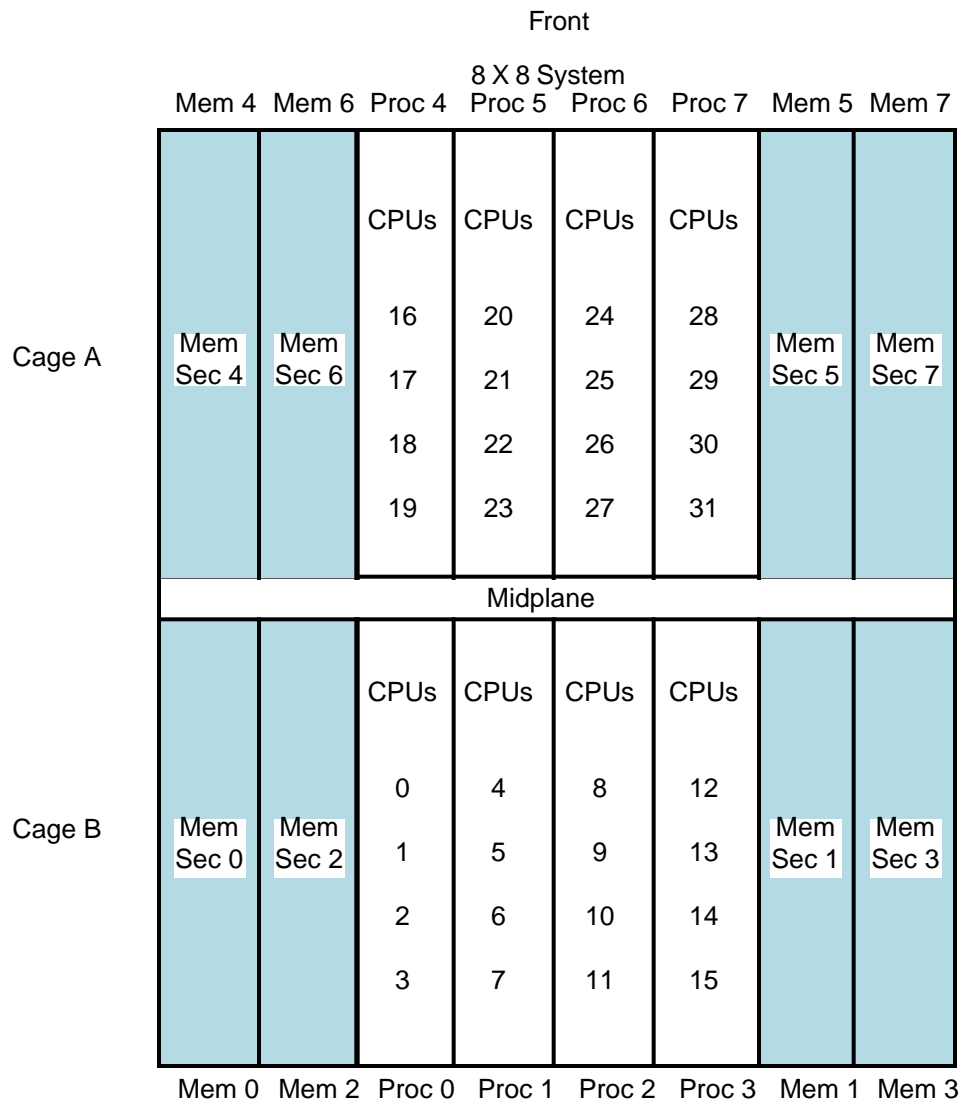 Front
8 X 8 System
Mem 4 Mem 6 Proc 4 Proc 5 Proc 6 Proc 7 Mem 5 Mem 7
CPUs CPUs CPUs CPUs
16 20 24 28
Cage A
Mem Mem Mem Mem
Sec 4 Sec 6 Sec 5 Sec 7
17 21 25 29
18 22 26 30
19 23 27 31
Midplane
CPUs CPUs CPUs CPUs
0 4 8 12
Cage B
Mem Mem Mem Mem
Sec 0 Sec 2 Sec 1 Sec 3
1 5 9 13
2 6 10 14
3 7 11 15
Mem 0 Mem 2 Proc 0 Proc 1 Proc 2 Proc 3 Mem 1 Mem 3